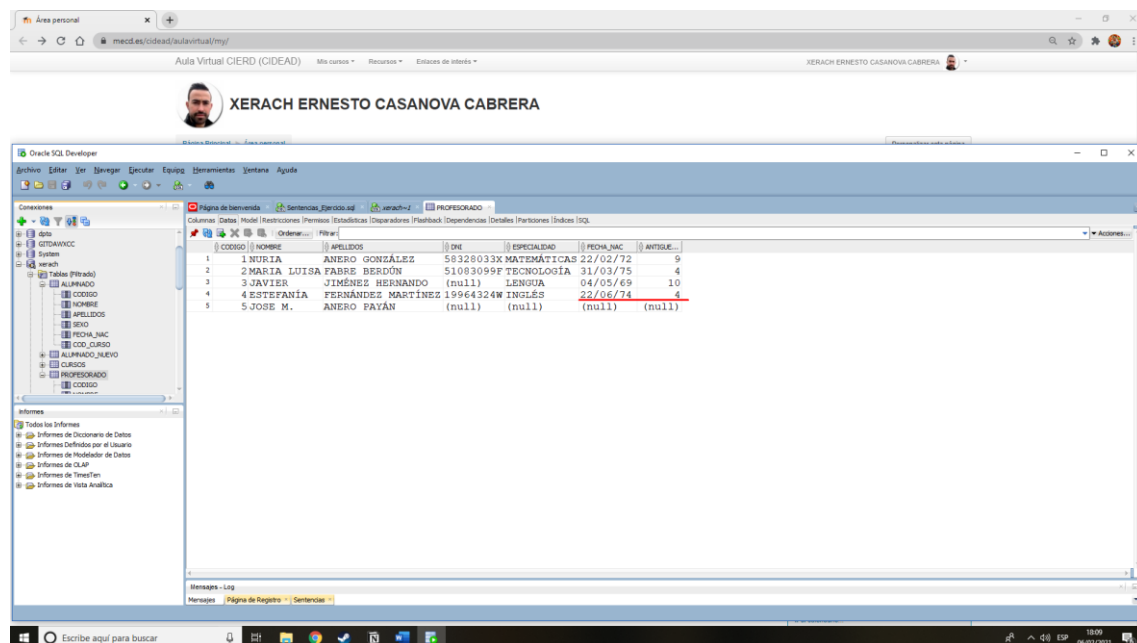 Área personal
mecd.es/cidead/aulavirtual/my/
Aula Virtual CIERD (CIDEAD) Mis cursos Recursos Enlaces de interés XERACH ERNESTO CASANOVA CABRERA
XERACH ERNESTO CASANOVA CABRERA
Página Principal Área personal Personalizar esta página
Oracle SQL Developer
Archivo Editar Ver Navegar Ejecutar Equipo Herramientas Ventana Ayuda
Conexiones Página de bienvenida Sentencias_Ejercicio.sql xerach~2 PROFESORADO
Columnas Datos Model Restricciones Permisos Estadísticas Disparadores Flashback Dependencias Detalles Particiones Índices SQL
Ordenar... Filtrar: Acciones...
CODIGO NOMBRE APELLIDOS DNI ESPECIALIDAD FECHA_NAC ANTIGUE...
1 1 NURIA ANERO GONZÁLEZ 58328033X MATEMÁTICAS 22/02/72 9
2 2 MARIA LUISA FABRE BERDÚN 51083099F TECNOLOGÍA 31/03/75 4
3 3 JAVIER JIMÉNEZ HERNANDO (null) LENGUA 04/05/69 10
4 4 ESTEFANÍA FERNÁNDEZ MARTÍNEZ 19964324W INGLÉS 22/06/74 4
5 5 JOSE M. ANERO PAYÁN (null) (null) (null) (null)
dpto
GITDAWXCC
System
xerach
Tablas (Filtrado)
ALUMNADO
CODIGO
NOMBRE
APELLIDOS
SEXO
FECHA_NAC
COD_CURSO
ALUMNADO_NUEVO
CURSOS
PROFESORADO
CODIGO
NOMBRE
Informes
Todos los Informes
Informes de Diccionario de Datos
Informes Definidos por el Usuario
Informes de Modelador de Datos
Informes de OLAP
Informes de TimesTen
Informes de Vista Analítica
Mensajes - Log
Mensajes Página de Registro Sentencias
Escribe aquí para buscar ESP 18:09